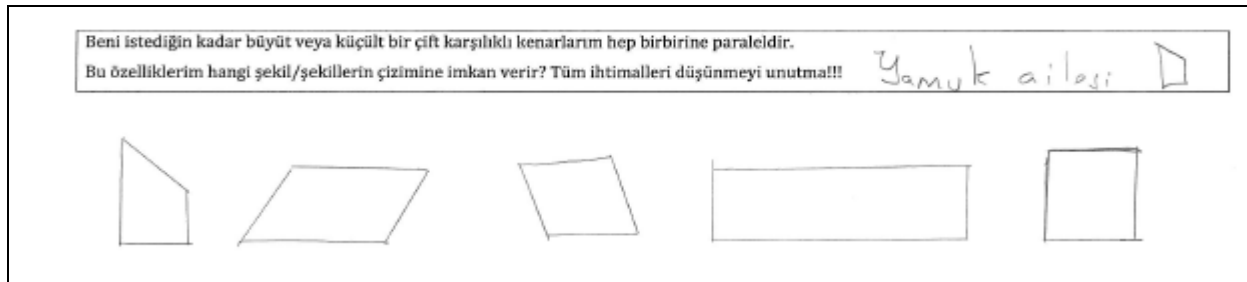 Beni istediğin kadar büyüt veya küçült bir çift karşılıklı kenarlarım hep birbirine paraleldir.
Bu özelliklerim hangi şekil/şekillerin çizimine imkan verir? Tüm ihtimalleri düşünmeyi unutma!!!
Yamuk ailesi